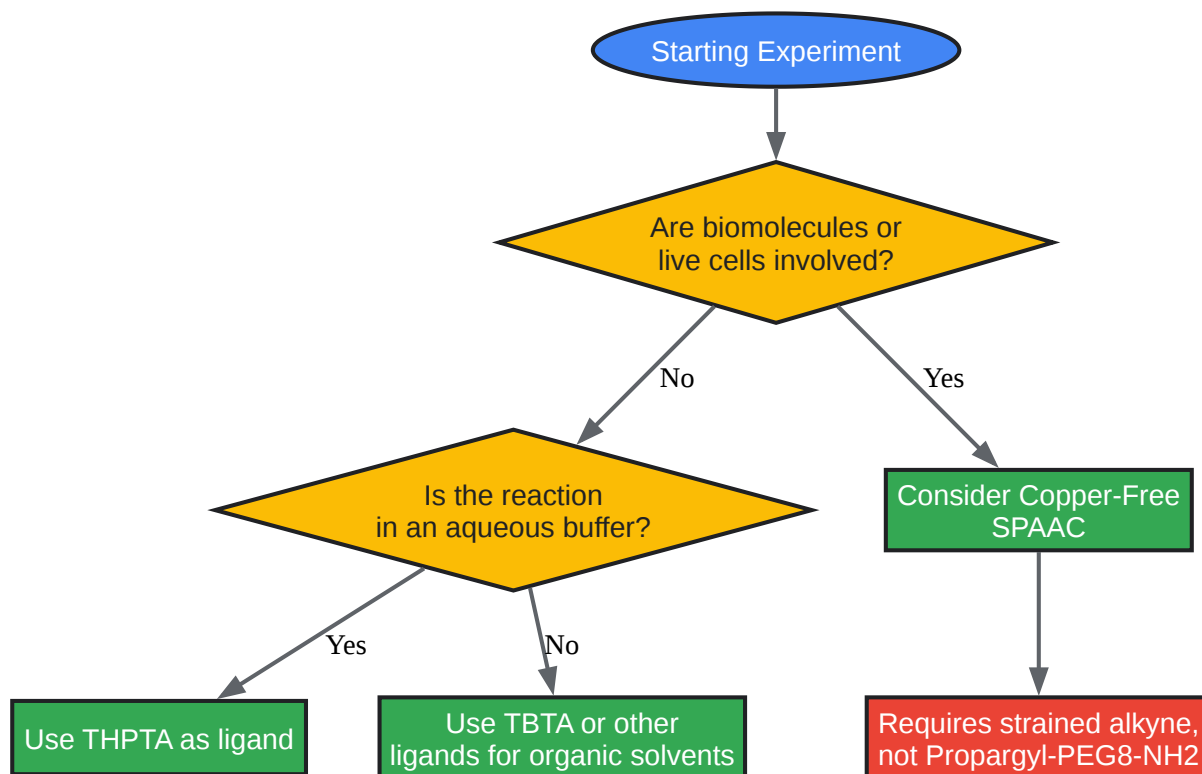 Starting Experiment
Are biomolecules or
live cells involved?
No
Yes
Is the reaction
in an aqueous buffer?
Consider Copper-Free
SPAAC
Yes
No
Use THPTA as ligand
Use TBTA or other
ligands for organic solvents
Requires strained alkyne,
not Propargyl-PEG8-NH2